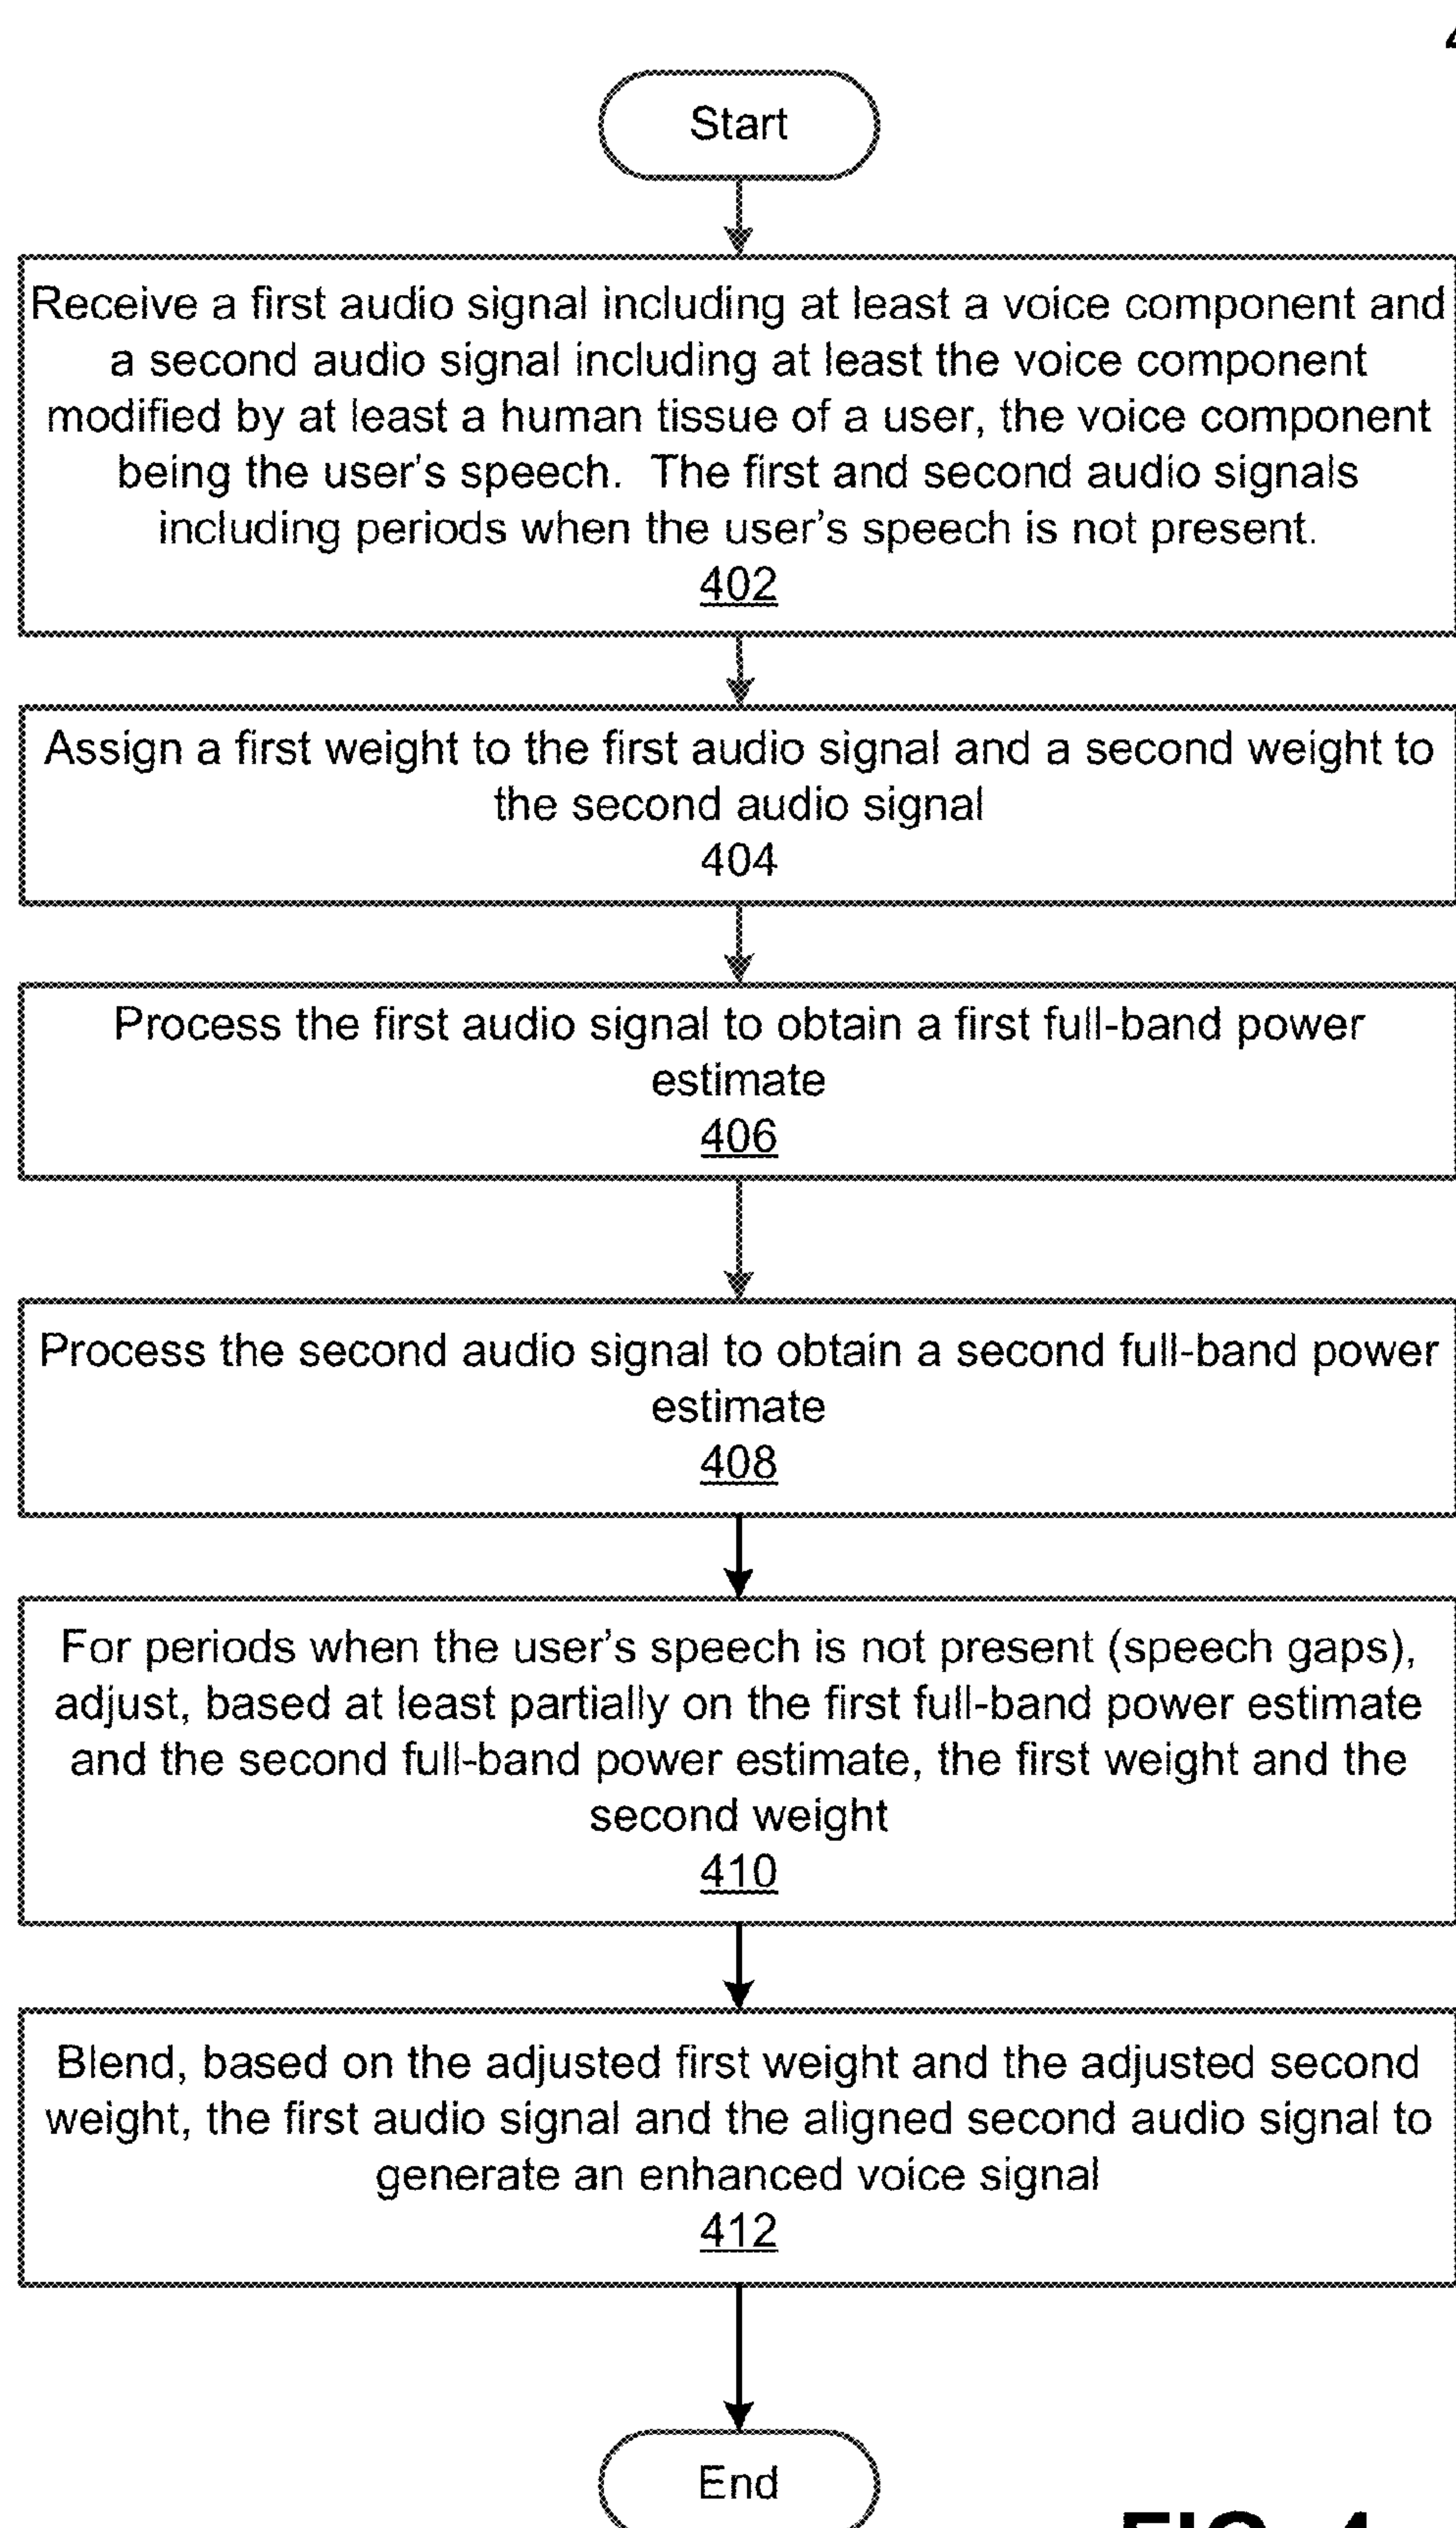 Start
Receive a first audio signal including at least a voice component and
a second audio signal including at least the voice component
modified by at least a human tissue of a user, the voice component
being the user's speech.  The first and second audio signals
including periods when the user's speech is not present.
402
Assign a first weight to the first audio signal and a second weight to
the second audio signal
404
Process the first audio signal to obtain a first full-band power
estimate
406
Process the second audio signal to obtain a second full-band power
estimate
408
For periods when the user's speech is not present (speech gaps),
adjust, based at least partially on the first full-band power estimate
and the second full-band power estimate, the first weight and the
second weight
410
Blend, based on the adjusted first weight and the adjusted second
weight, the first audio signal and the aligned second audio signal to
generate an enhanced voice signal
412
End
FIG. 4